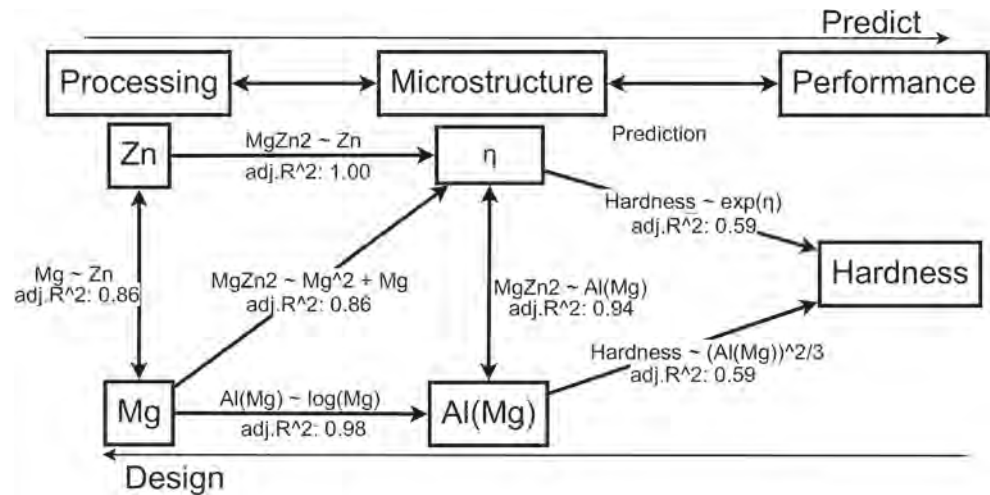 Predict
Processing
Microstructure
Performance
Prediction
Zn
MgZn2 ~ Zn
adj.R^2: 1.00
η
Hardness ~ exp(η)
adj.R^2: 0.59
Mg ~ Zn
adj.R^2: 0.86
MgZn2 ~ Mg^2 + Mg
adj.R^2: 0.86
MgZn2 ~ Al(Mg)
adj.R^2: 0.94
Hardness
Hardness ~ (Al(Mg))^2/3
adj.R^2: 0.59
Mg
Al(Mg) ~ log(Mg)
adj.R^2: 0.98
Al(Mg)
Design